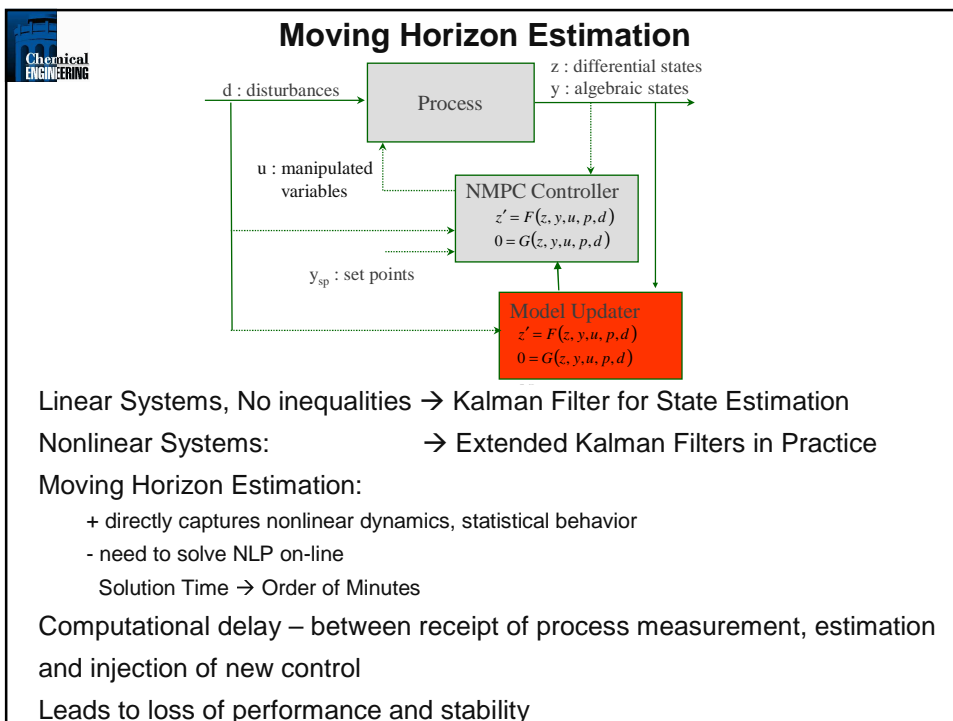 Chemical
ENGINEERING
Moving Horizon Estimation
z : differential states
y : algebraic states
d : disturbances
Process
u : manipulated
variables
NMPC Controller
z′ = F(z, y, u, p, d)
0 = G(z, y, u, p, d)
y_sp : set points
Model Updater
z′ = F(z, y, u, p, d)
0 = G(z, y, u, p, d)
Linear Systems, No inequalities → Kalman Filter for State Estimation
Nonlinear Systems: → Extended Kalman Filters in Practice
Moving Horizon Estimation:
+ directly captures nonlinear dynamics, statistical behavior
- need to solve NLP on-line
Solution Time → Order of Minutes
Computational delay – between receipt of process measurement, estimation
and injection of new control
Leads to loss of performance and stability